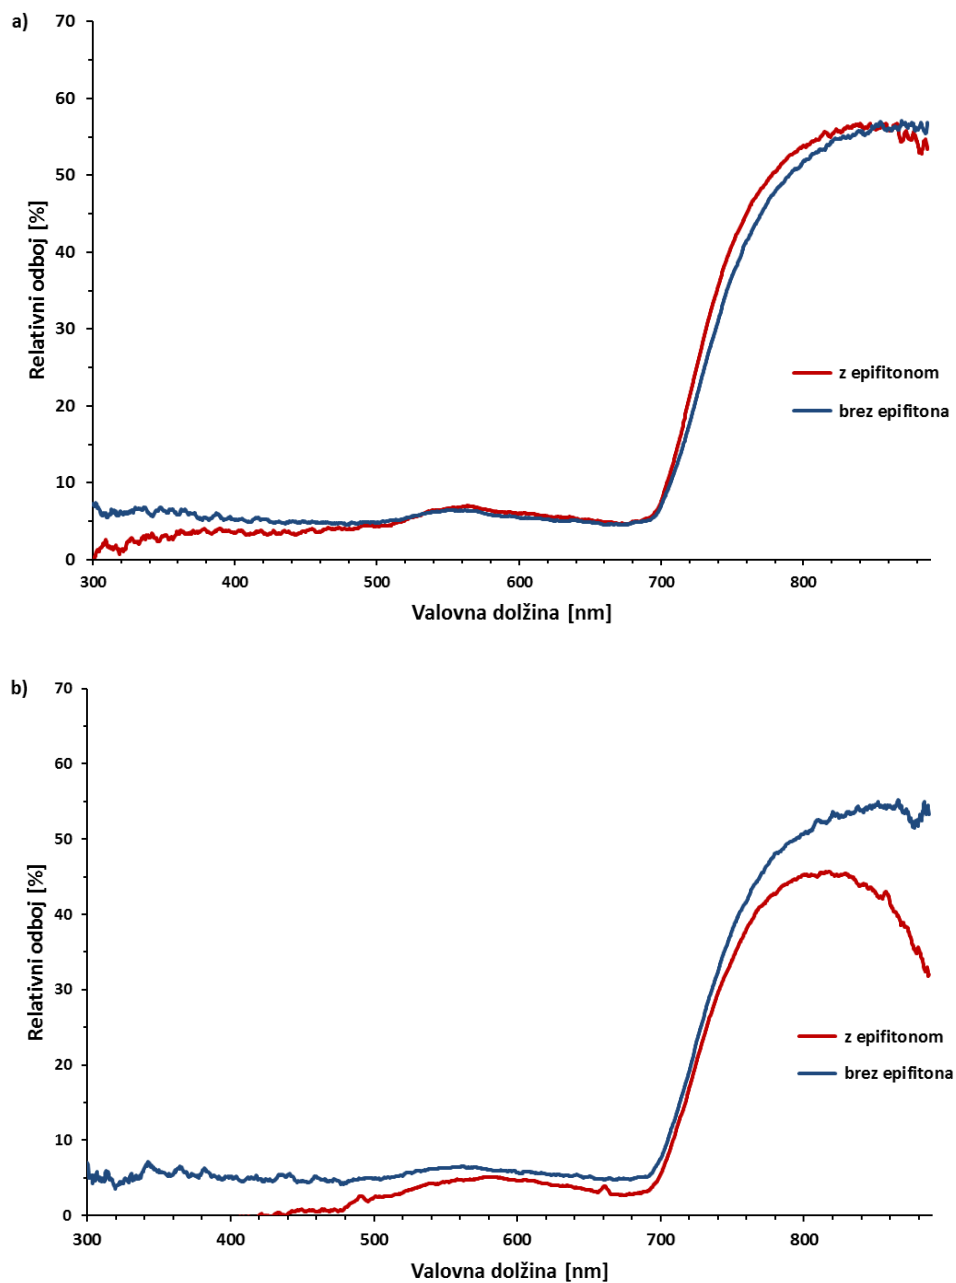 a)
70
60
50
40
30
20
10
0
Relativni odboj [%]
z epifitonom
brez epifitona
300 400 500 600 700 800
Valovna dolžina [nm]
b)
70
60
50
40
30
20
10
0
Relativni odboj [%]
z epifitonom
brez epifitona
300 400 500 600 700 800
Valovna dolžina [nm]